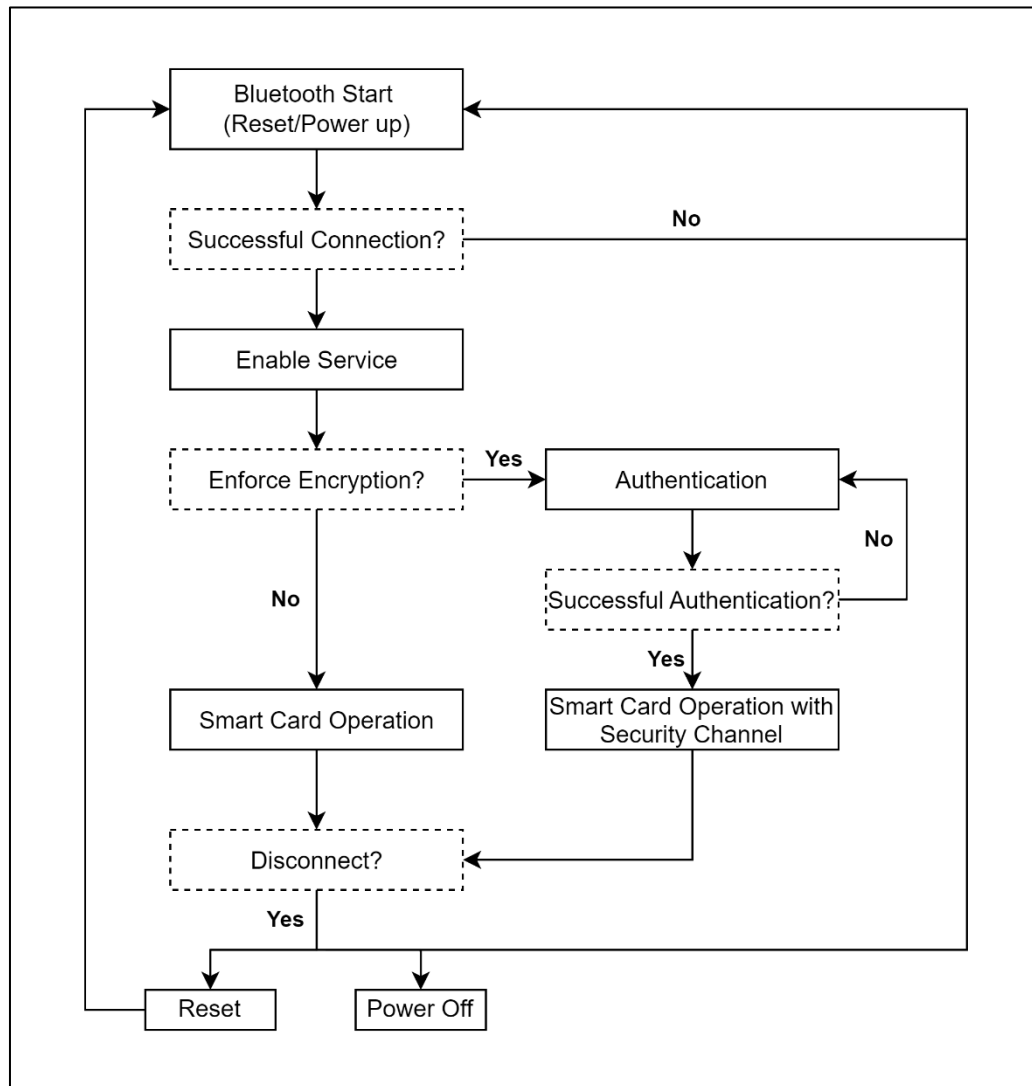 Bluetooth Start
(Reset/Power up)
Successful Connection?
No
Enable Service
Enforce Encryption?
Yes
Authentication
No
No
Successful Authentication?
Yes
Smart Card Operation
Smart Card Operation with
Security Channel
Disconnect?
Yes
Reset
Power Off